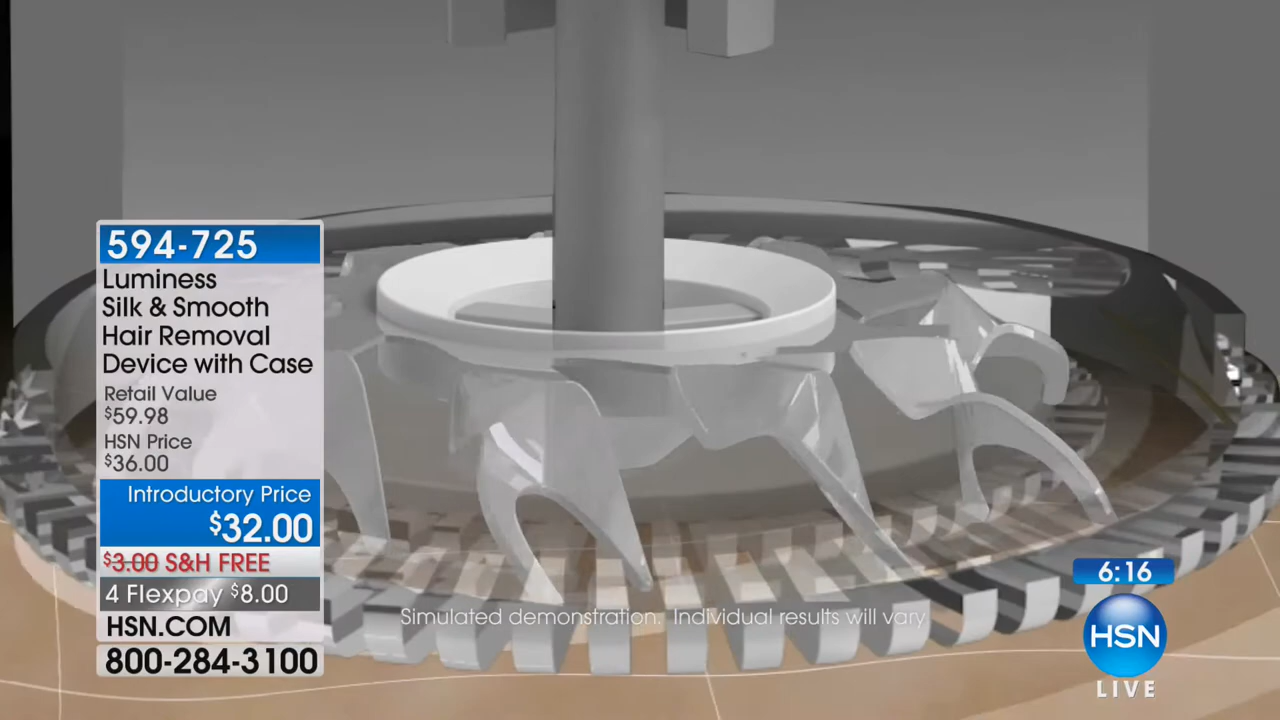 594-725
Luminess
Silk & Smooth
Hair Removal
Device with Case
Retail Value
$59.98
HSN Price
$36.00
Introductory Price
$32.00
$3.00 S&H FREE
4 Flexpay $8.00
HSN.COM
800-284-3100
Simulated demonstration. Individual results will vary.
6:16
HSN
LIVE